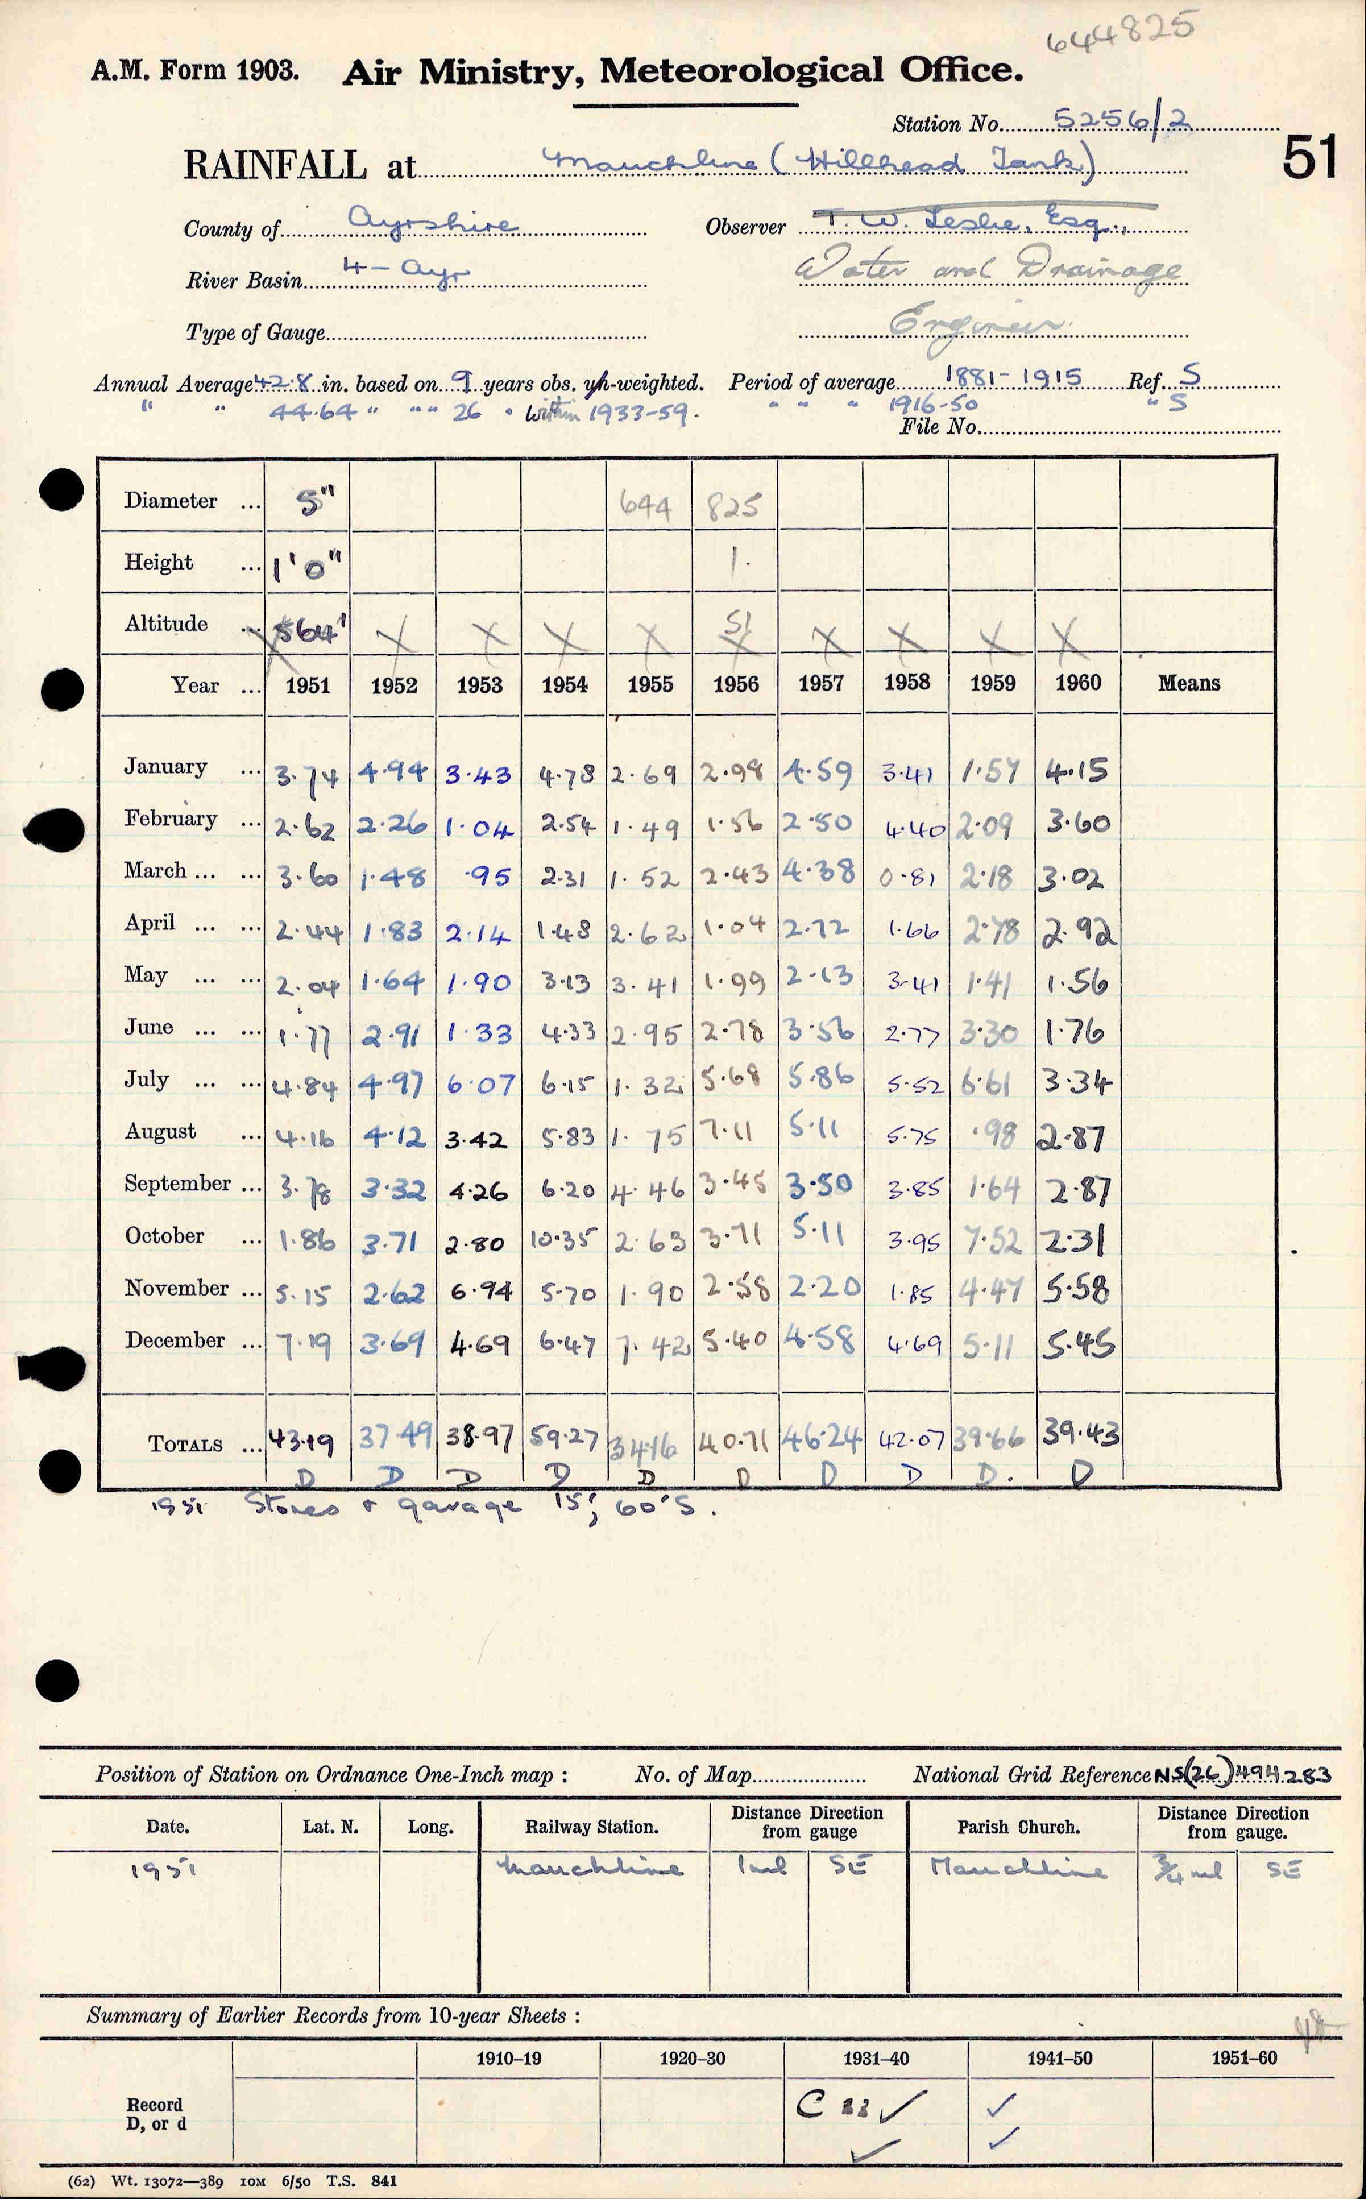 644825
A.M. Form 1903. Air Ministry, Meteorological Office.
Station No. 5256/2
RAINFALL at Mauchline (Hillhead Tank) 51
County of Ayrshire Observer T. W. Leslie, Esq.,
River Basin 4 - Ayr Water and Drainage
Type of Gauge Engineer
Annual Average 42.8 in. based on 9 years obs. -weighted. Period of average 1881-1915 Ref. S
" " 44.64 " " " 26 " within 1933-59. " " " 1916-50 " S
File No.
Diameter ... 5" 644 825
Height ... 1'0" 1.
Altitude ... 564' X X X X 51 X X X X X
Year ... 1951 1952 1953 1954 1955 1956 1957 1958 1959 1960 Means
January ... 3.74 4.94 3.43 4.78 2.69 2.98 4.59 3.41 1.57 4.15
February ... 2.62 2.26 1.04 2.54 1.49 1.56 2.50 4.40 2.09 3.60
March ... ... 3.60 1.48 .95 2.31 1.52 2.43 4.38 0.81 2.18 3.02
April ... ... 2.44 1.83 2.14 1.48 2.62 1.04 2.72 1.66 2.78 2.92
May ... ... 2.04 1.64 1.90 3.13 3.41 1.99 2.13 3.41 1.41 1.56
June ... ... 1.77 2.91 1.33 4.33 2.95 2.78 3.56 2.77 3.30 1.76
July ... ... 4.84 4.97 6.07 6.15 1.32 5.68 5.86 5.52 6.61 3.34
August ... 4.16 4.12 3.42 5.83 1.75 7.11 5.11 5.75 .98 2.87
September ... 3.78 3.32 4.26 6.20 4.46 3.45 3.50 3.85 1.64 2.87
October ... 1.86 3.71 2.80 10.35 2.63 3.71 5.11 3.95 7.52 2.31
November ... 5.15 2.62 6.94 5.70 1.90 2.58 2.20 1.85 4.47 5.58
December ... 7.19 3.69 4.69 6.47 7.42 5.40 4.58 4.69 5.11 5.45
TOTALS ... 43.19 37.49 38.97 59.27 34.16 40.71 46.24 42.07 39.66 39.43
D D D D D D D D D. D
1951 Stores & garage 15', 60'S.
Position of Station on Ordnance One-Inch map : No. of Map National Grid Reference NS(26)494283
Date. Lat. N. Long. Railway Station. Distance Direction from gauge Parish Church. Distance Direction from gauge.
1951 Mauchline 1 ml SE Mauchline 3/4 ml SE
Summary of Earlier Records from 10-year Sheets :
1910-19 1920-30 1931-40 1941-50 1951-60
Record D, or d C 33 ✓ ✓
✓ ✓
(62) Wt. 13072—389 10M 6/50 T.S. 841